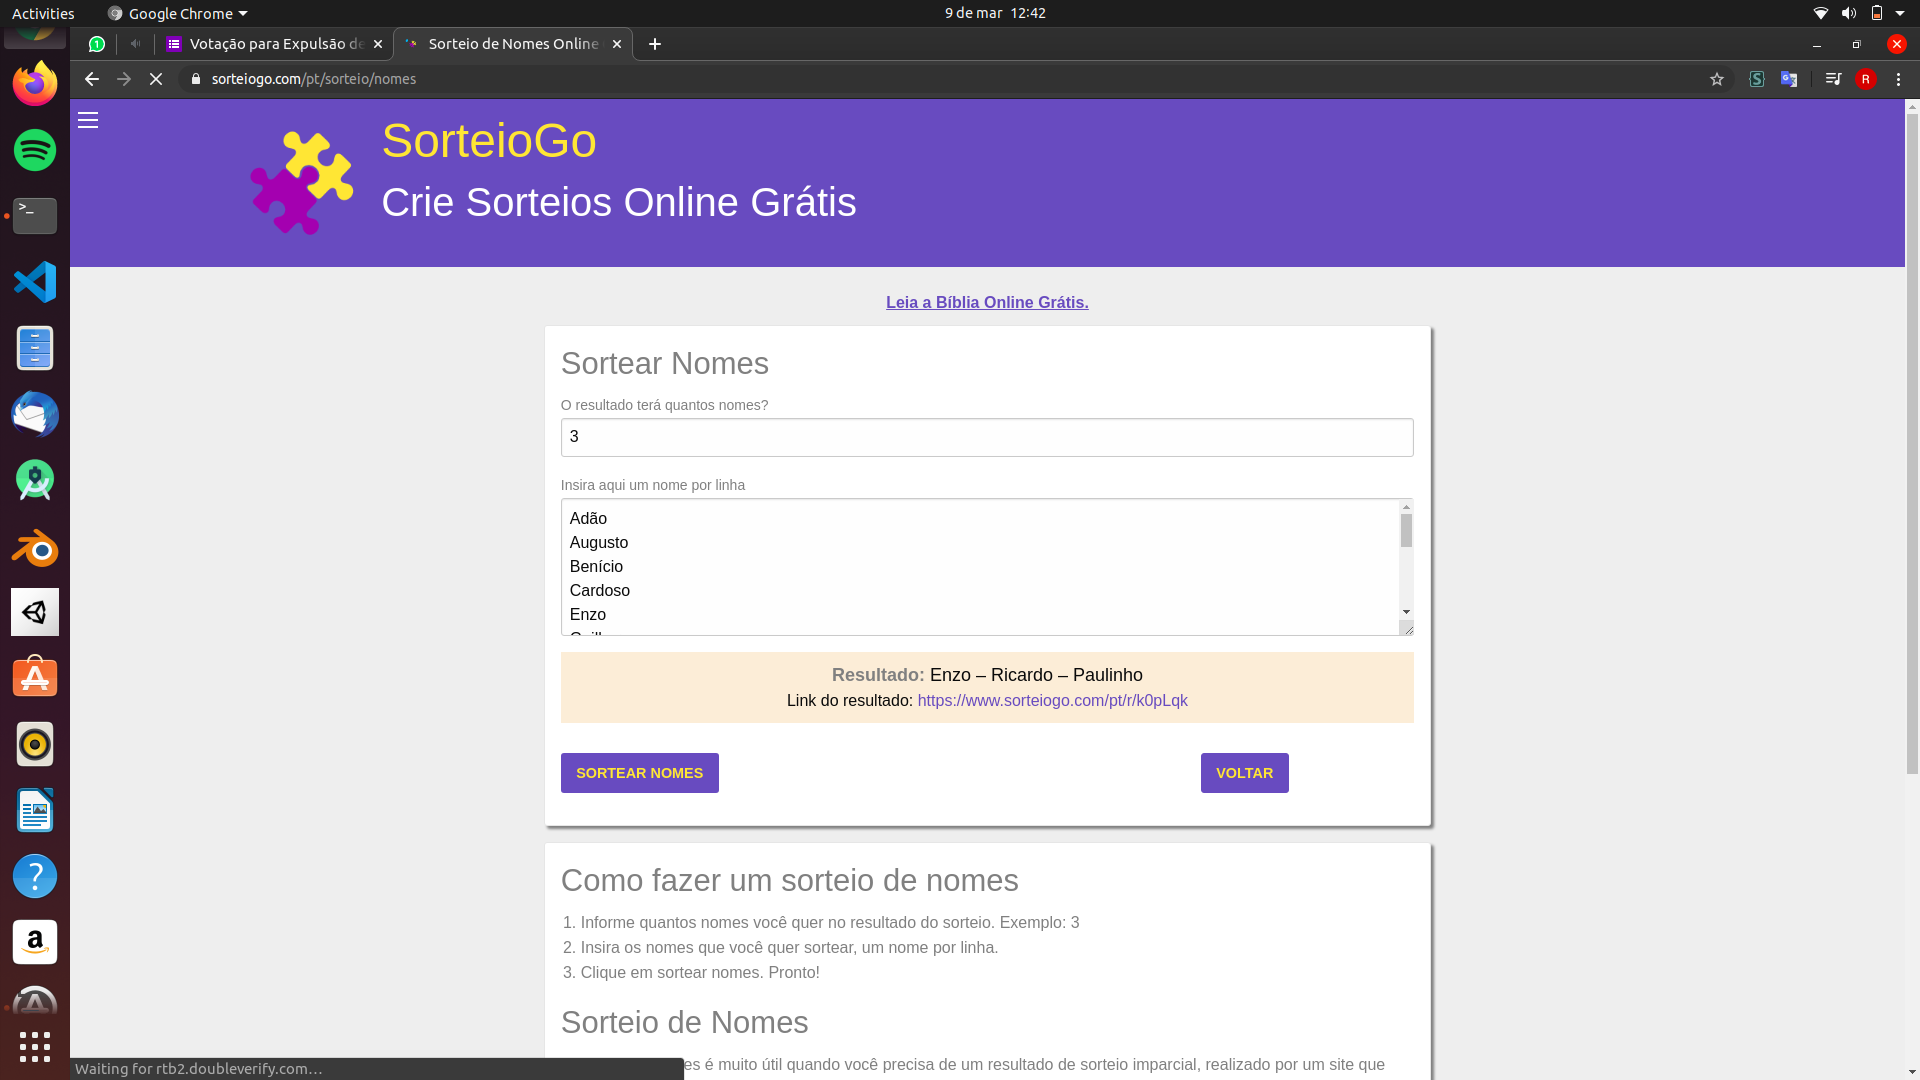 Activities
Google Chrome
9 de mar 12:42
1
Votação para Expulsão de
Sorteio de Nomes Online
sorteiogo.com/pt/sorteio/nomes
R
SorteioGo
Crie Sorteios Online Grátis
Leia a Bíblia Online Grátis.
Sortear Nomes
O resultado terá quantos nomes?
3
Insira aqui um nome por linha
Adão
Augusto
Benício
Cardoso
Enzo
Resultado: Enzo – Ricardo – Paulinho
Link do resultado: https://www.sorteiogo.com/pt/r/k0pLqk
SORTEAR NOMES
VOLTAR
Como fazer um sorteio de nomes
1. Informe quantos nomes você quer no resultado do sorteio. Exemplo: 3
2. Insira os nomes que você quer sortear, um nome por linha.
3. Clique em sortear nomes. Pronto!
Sorteio de Nomes
es é muito útil quando você precisa de um resultado de sorteio imparcial, realizado por um site que
Waiting for rtb2.doubleverify.com…